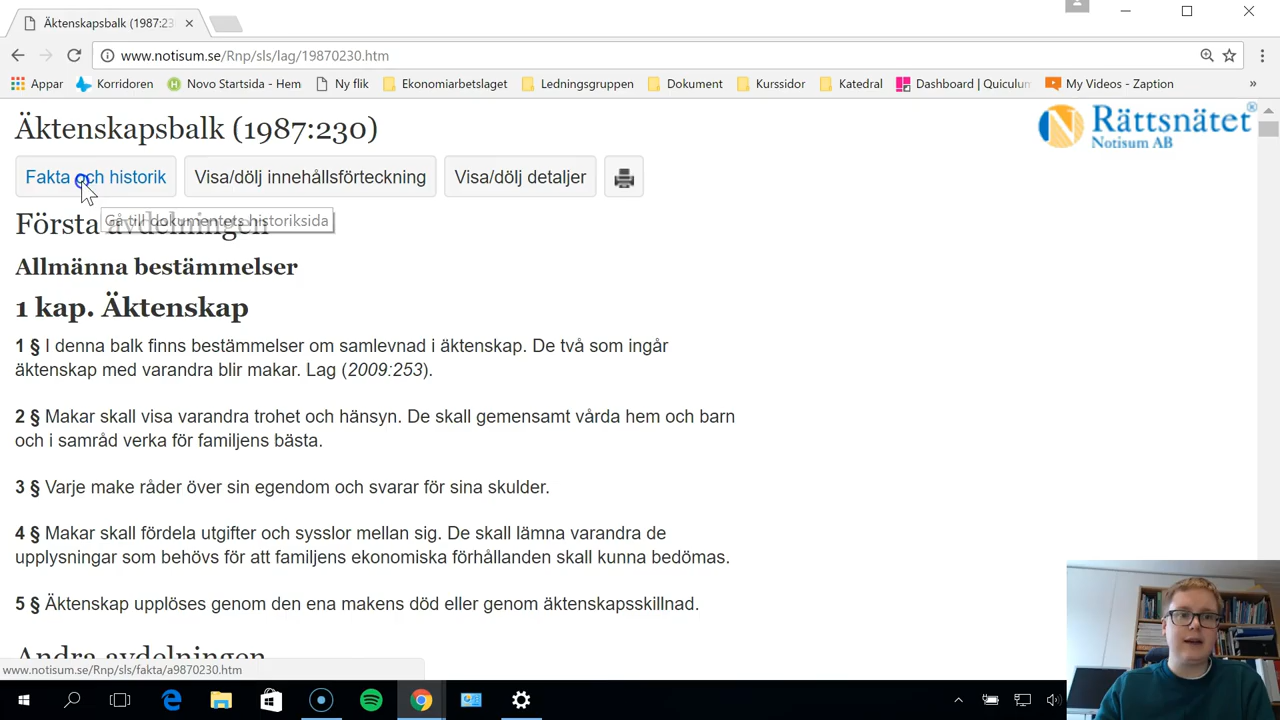 Äktenskapsbalk (1987:23
www.notisum.se/Rnp/sls/lag/19870230.htm
Appar Korridoren Novo Startsida - Hem Ny flik Ekonomiarbetslaget Ledningsgruppen Dokument Kurssidor Katedral Dashboard | Quiculum My Videos - Zaption »
Äktenskapsbalk (1987:230)
Rättsnätet®
Notisum AB
Fakta och historik Visa/dölj innehållsförteckning Visa/dölj detaljer
Första avdelningen
Gå till dokumentets historiksida
Allmänna bestämmelser
1 kap. Äktenskap
1 § I denna balk finns bestämmelser om samlevnad i äktenskap. De två som ingår
äktenskap med varandra blir makar. Lag (2009:253).
2 § Makar skall visa varandra trohet och hänsyn. De skall gemensamt vårda hem och barn
och i samråd verka för familjens bästa.
3 § Varje make råder över sin egendom och svarar för sina skulder.
4 § Makar skall fördela utgifter och sysslor mellan sig. De skall lämna varandra de
upplysningar som behövs för att familjens ekonomiska förhållanden skall kunna bedömas.
5 § Äktenskap upplöses genom den ena makens död eller genom äktenskapsskillnad.
Andra avdelningen
www.notisum.se/Rnp/sls/fakta/a9870230.htm